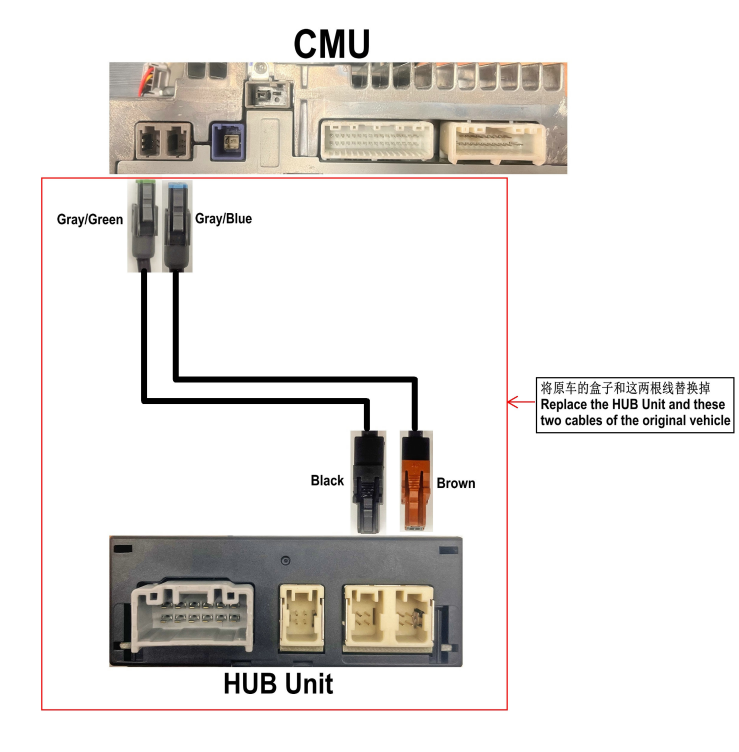 CMU
Gray/Green
Gray/Blue
将原车的盒子和这两根线替换掉
Replace the HUB Unit and these
two cables of the original vehicle
Black
Brown
HUB Unit